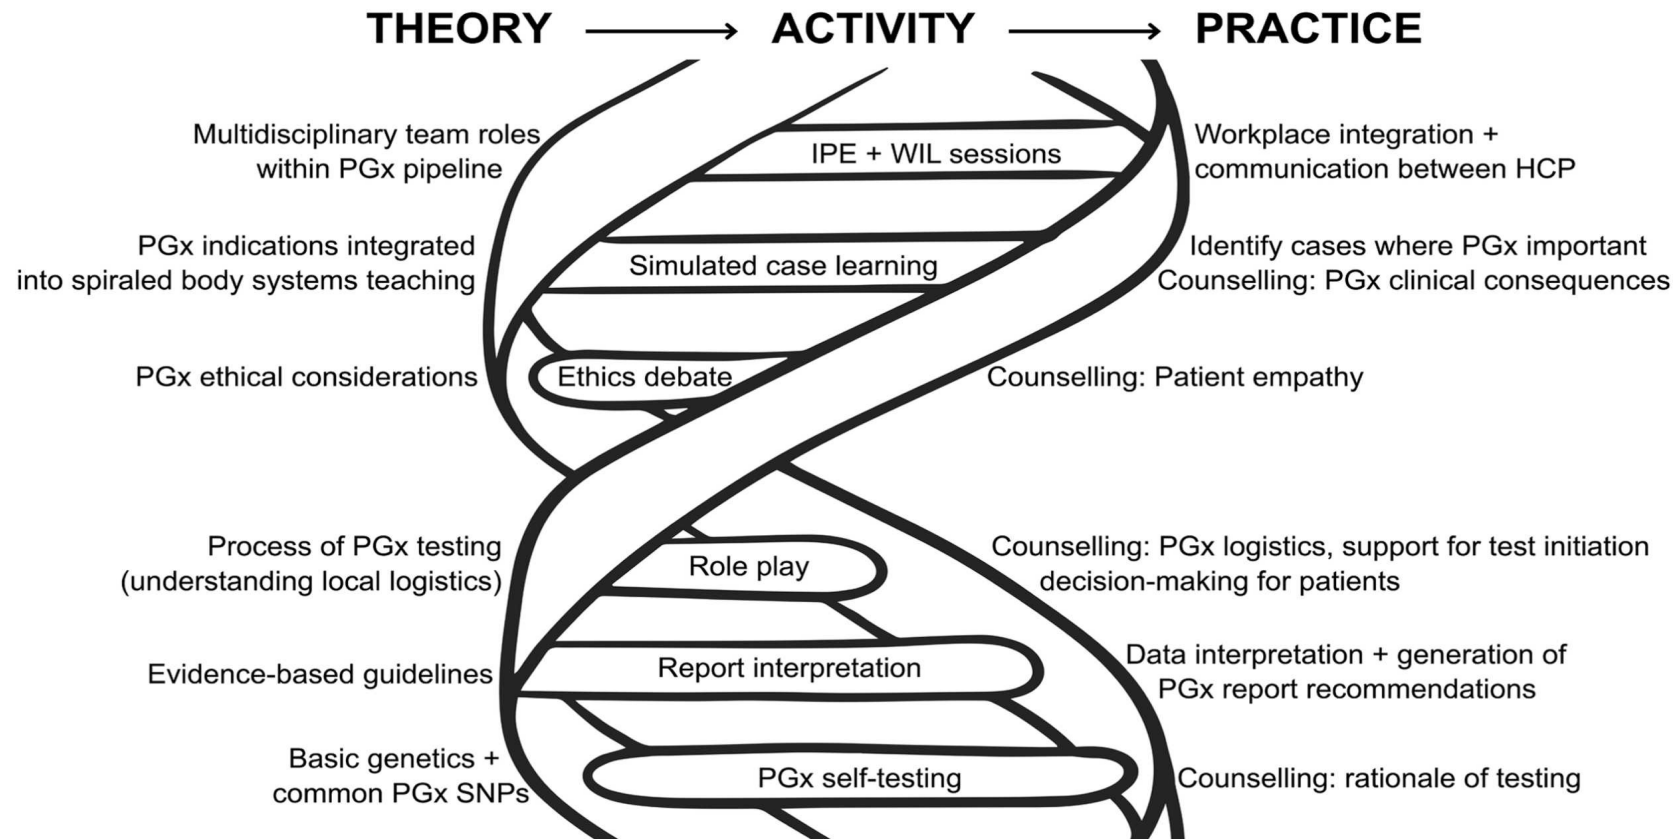 THEORY → ACTIVITY → PRACTICE
Multidisciplinary team roles
within PGx pipeline
IPE + WIL sessions
Workplace integration +
communication between HCP
PGx indications integrated
into spiraled body systems teaching
Simulated case learning
Identify cases where PGx important
Counselling: PGx clinical consequences
PGx ethical considerations
Ethics debate
Counselling: Patient empathy
Process of PGx testing
(understanding local logistics)
Role play
Counselling: PGx logistics, support for test initiation
decision-making for patients
Evidence-based guidelines
Report interpretation
Data interpretation + generation of
PGx report recommendations
Basic genetics +
common PGx SNPs
PGx self-testing
Counselling: rationale of testing